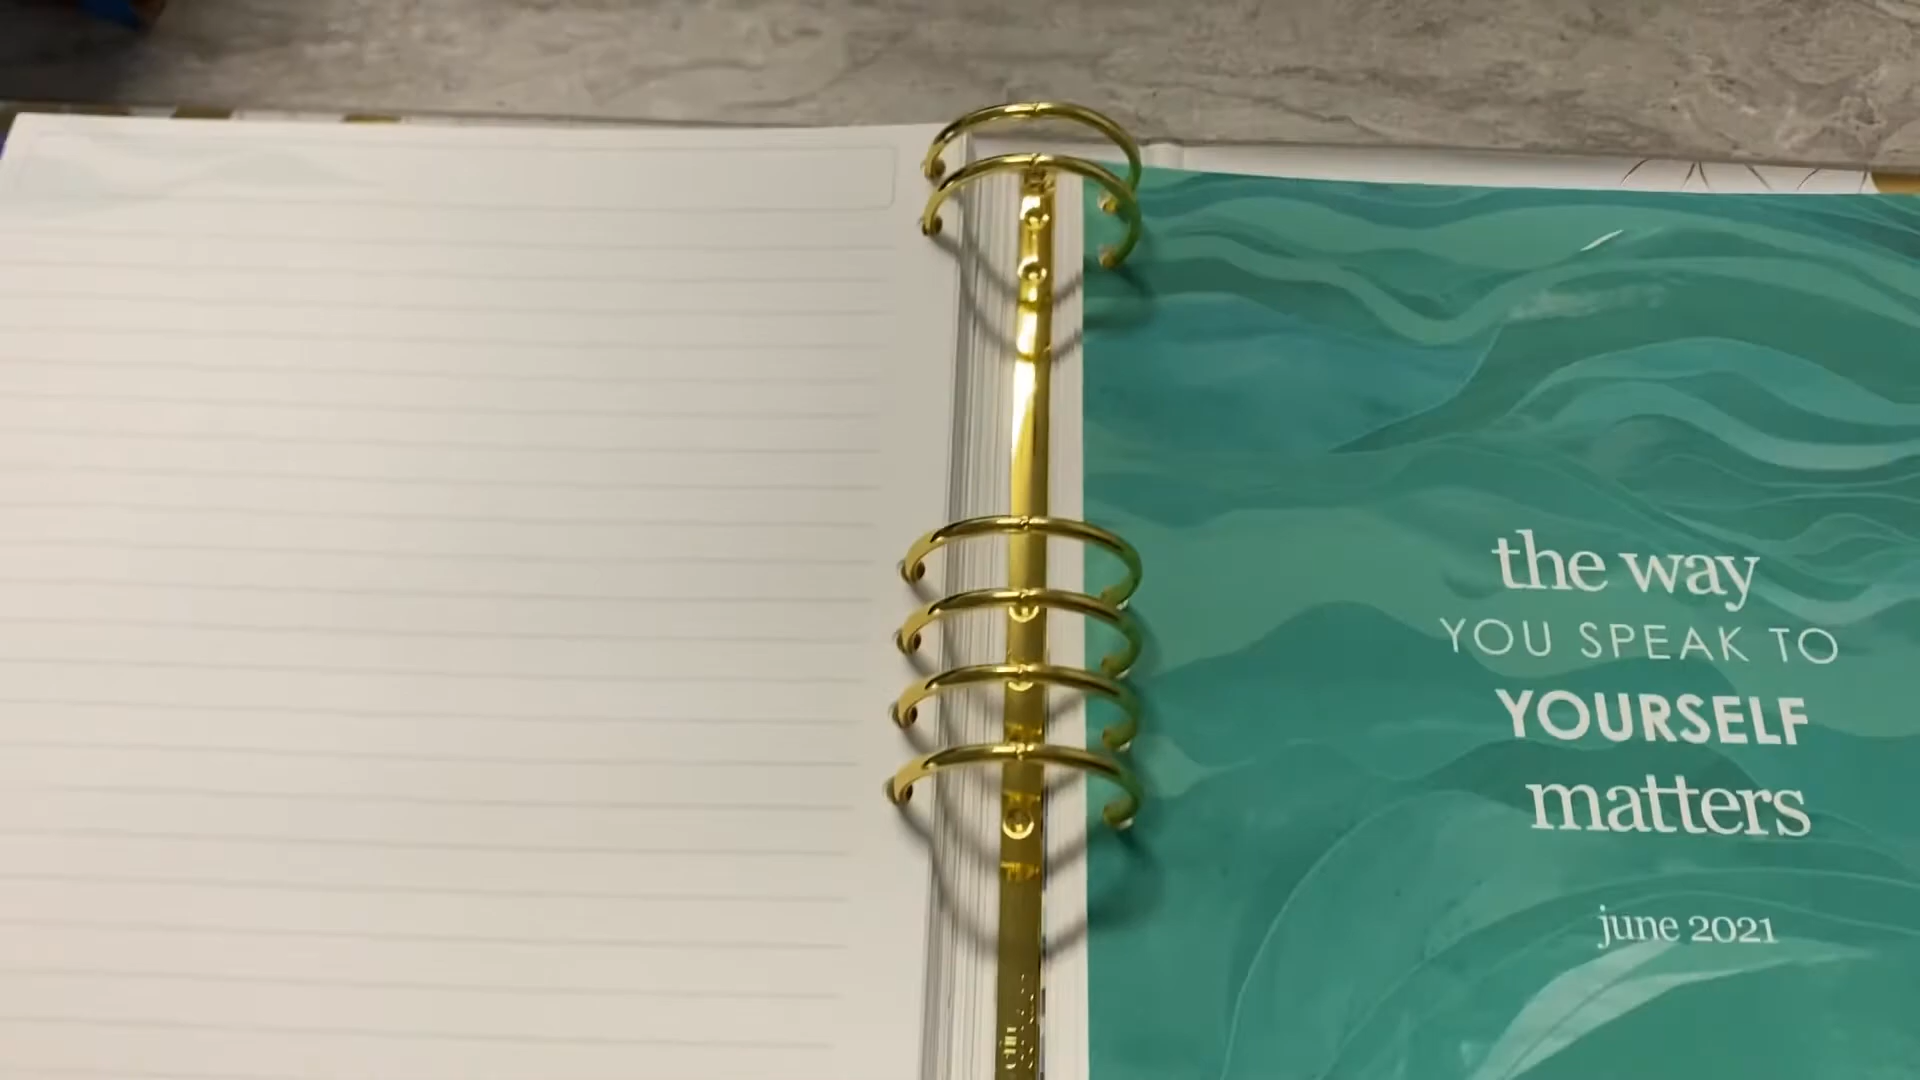 the way
YOU SPEAK TO
YOURSELF
matters
june 2021